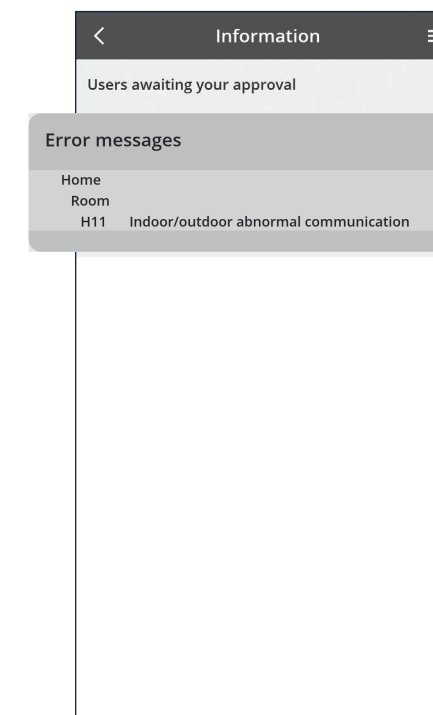 Information
Users awaiting your approval
Error messages
Home
Room
H11 Indoor/outdoor abnormal communication